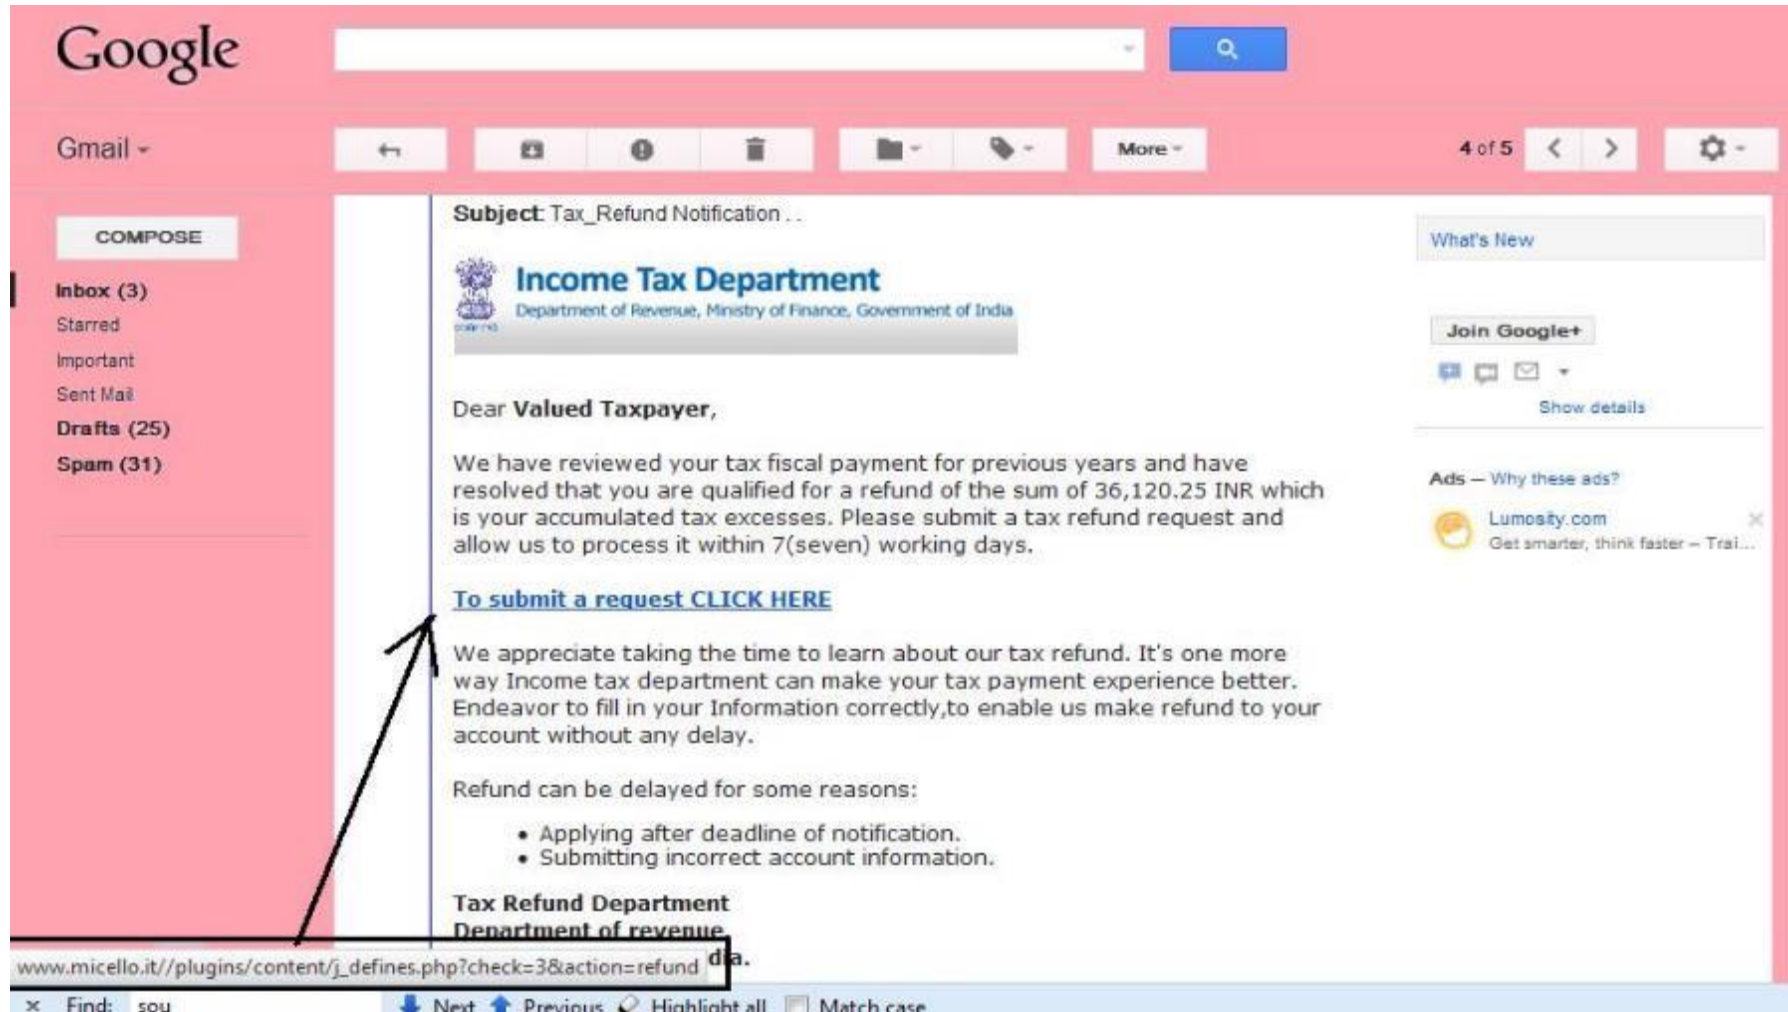 Google
Gmail
More
4 of 5
COMPOSE
Inbox (3)
Starred
Important
Sent Mail
Drafts (25)
Spam (31)
Subject: Tax_Refund Notification . .
Income Tax Department
Department of Revenue, Ministry of Finance, Government of India
Dear Valued Taxpayer,
We have reviewed your tax fiscal payment for previous years and have
resolved that you are qualified for a refund of the sum of 36,120.25 INR which
is your accumulated tax excesses. Please submit a tax refund request and
allow us to process it within 7(seven) working days.
To submit a request CLICK HERE
We appreciate taking the time to learn about our tax refund. It's one more
way Income tax department can make your tax payment experience better.
Endeavor to fill in your Information correctly,to enable us make refund to your
account without any delay.
Refund can be delayed for some reasons:
• Applying after deadline of notification.
• Submitting incorrect account information.
Tax Refund Department
Department of revenue
dia.
What's New
Join Google+
Show details
Ads – Why these ads?
Lumosity.com
Get smarter, think faster – Trai...
www.micello.it//plugins/content/j_defines.php?check=3&action=refund
× Find: sou Next Previous Highlight all Match case